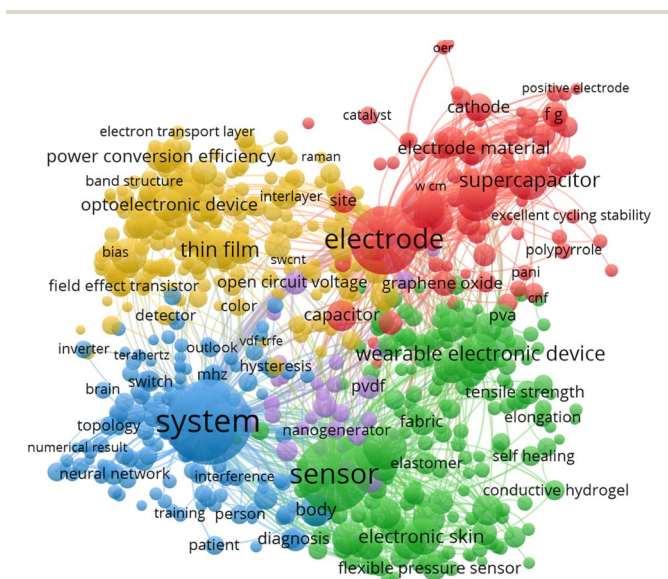 oer
positive electrode
catalyst
cathode
f g
electron transport layer
electrode material
power conversion efficiency
raman
band structure
w cm
supercapacitor
optoelectronic device
interlayer
site
excellent cycling stability
electrode
bias
thin film
swcnt
polypyrrole
pani
field effect transistor
open circuit voltage
graphene oxide
cnf
color
detector
capacitor
pva
inverter
terahertz
outlook
vdf trfe
wearable electronic device
hysteresis
brain
switch
mhz
pvdf
tensile strength
topology
system
nanogenerator
fabric
elongation
numerical result
neural network
interference
sensor
elastomer
self healing
conductive hydrogel
training
person
body
patient
diagnosis
electronic skin
flexible pressure sensor